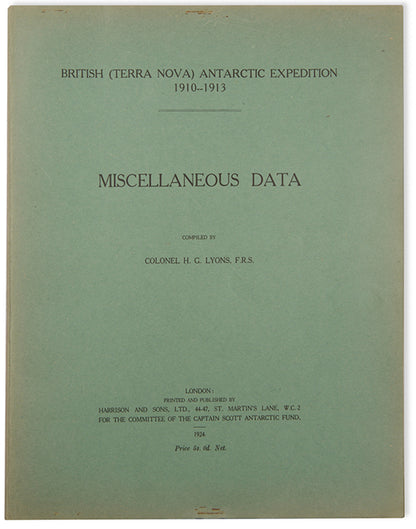 BRITISH (TERRA NOVA) ANTARCTIC EXPEDITION
1910–1913
MISCELLANEOUS DATA
COMPILED BY
COLONEL H. G. LYONS, F.R.S.
LONDON:
PRINTED AND PUBLISHED BY
HARRISON AND SONS, LTD., 44-47, ST. MARTIN'S LANE, W.C. 2
FOR THE COMMITTEE OF THE CAPTAIN SCOTT ANTARCTIC FUND.
1924
Price 5s. 0d. Net.